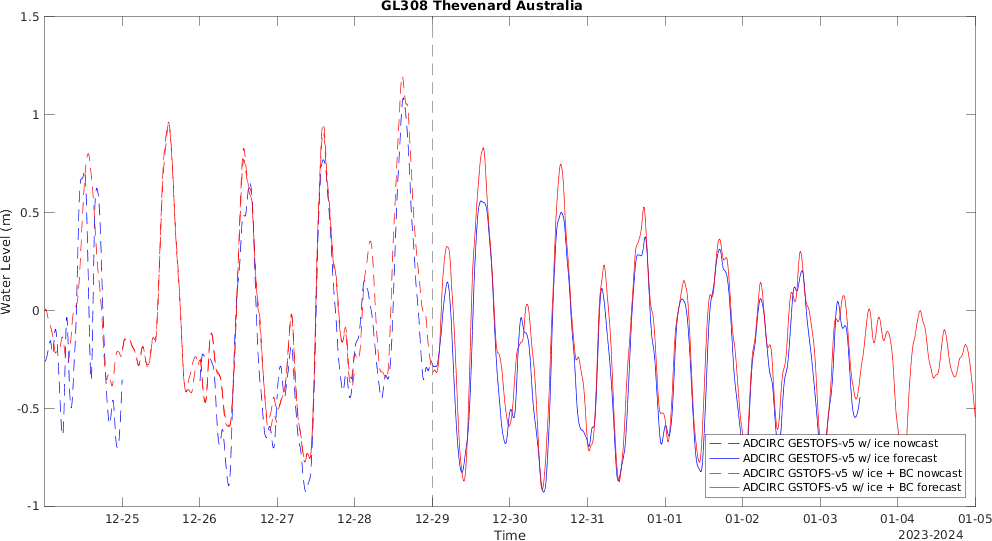 GL308 Thevenard Australia
Water Level (m)
1.5
1
0.5
0
-0.5
-1
12-25 12-26 12-27 12-28 12-29 12-30 12-31 01-01 01-02 01-03 01-04 01-05
Time
2023-2024
ADCIRC GESTOFS-v5 w/ ice nowcast
ADCIRC GESTOFS-v5 w/ ice forecast
ADCIRC GSTOFS-v5 w/ ice + BC nowcast
ADCIRC GSTOFS-v5 w/ ice + BC forecast